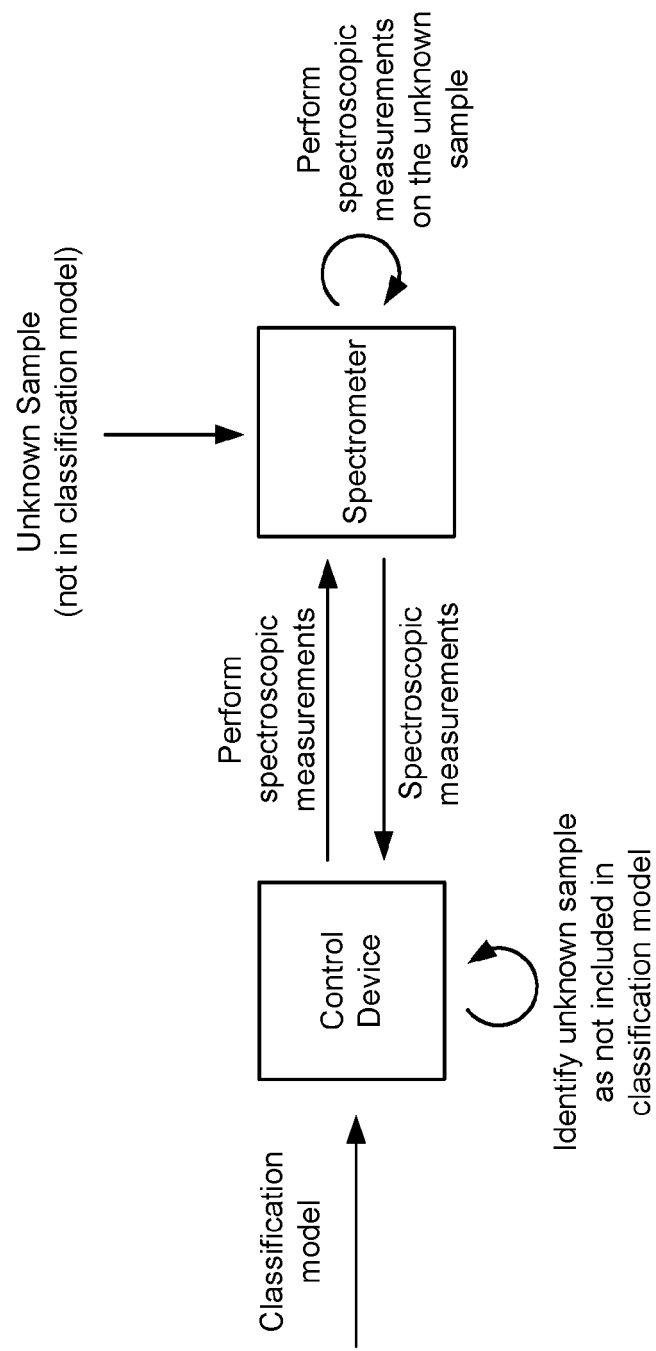 Classification
model
Control
Device
Identify unknown sample
as not included in
classification model
Perform
spectroscopic
measurements
Spectroscopic
measurements
Unknown Sample
(not in classification model)
Spectrometer
Perform
spectroscopic
measurements
on the unknown
sample